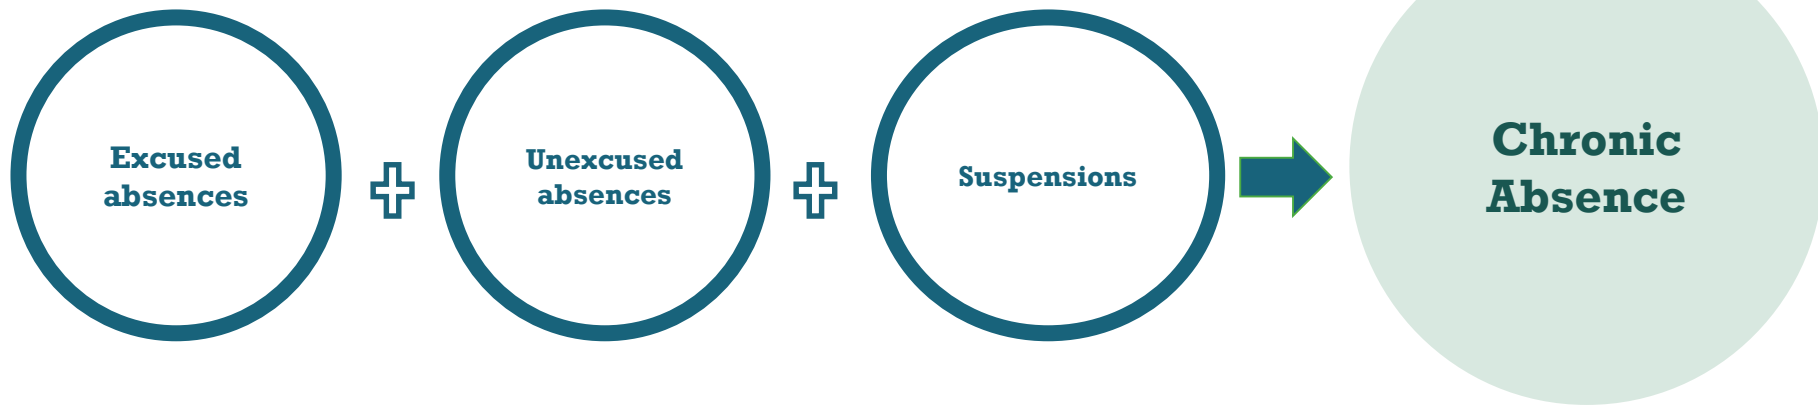 Excused
absences
Unexcused
absences
Suspensions
Chronic
Absence